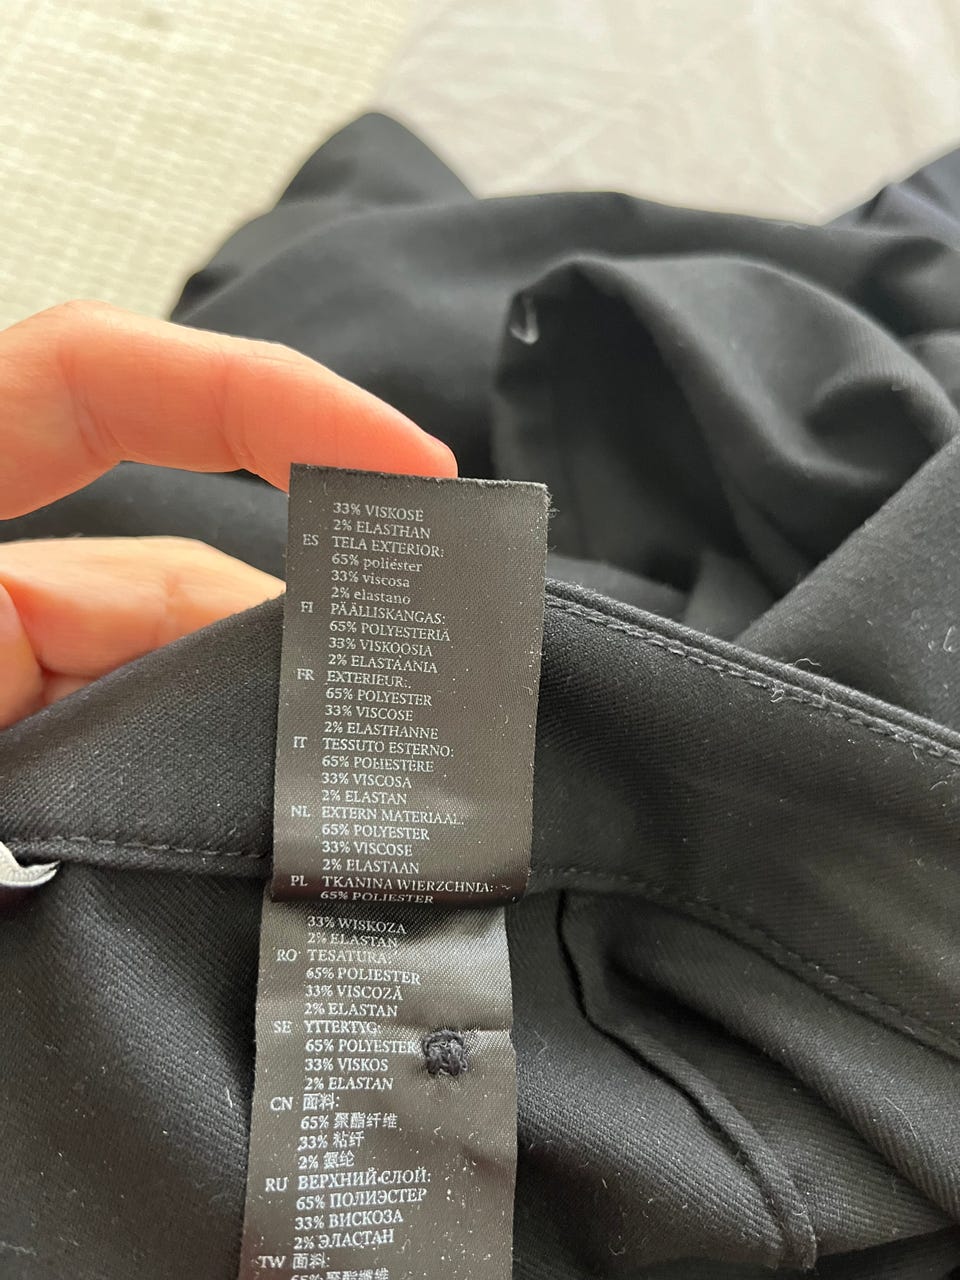 33% VISKOSE
2% ELASTHAN
ES TELA EXTERIOR:
65% poliéster
33% viscosa
2% elastano
FI PÄÄLLISKANGAS:
65% POLYESTERIÄ
33% VISKOOSIA
2% ELASTAANIA
FR EXTERIEUR:
65% POLYESTER
33% VISCOSE
2% ELASTHANNE
IT TESSUTO ESTERNO:
65% POLIESTERE
33% VISCOSA
2% ELASTAN
NL EXTERN MATERIAAL:
65% POLYESTER
33% VISCOSE
2% ELASTAAN
PL TKANINA WIERZCHNIA:
65% POLIESTER
33% WISKOZA
2% ELASTAN
RO TESATURA:
65% POLIESTER
33% VISCOZĂ
2% ELASTAN
SE YTTERTYG:
65% POLYESTER
33% VISKOS
2% ELASTAN
CN 面料:
65% 聚酯纤维
33% 粘纤
2% 氨纶
RU ВЕРХНИЙ СЛОЙ:
65% ПОЛИЭСТЕР
33% ВИСКОЗА
2% ЭЛАСТАН
TW 面料:
65%